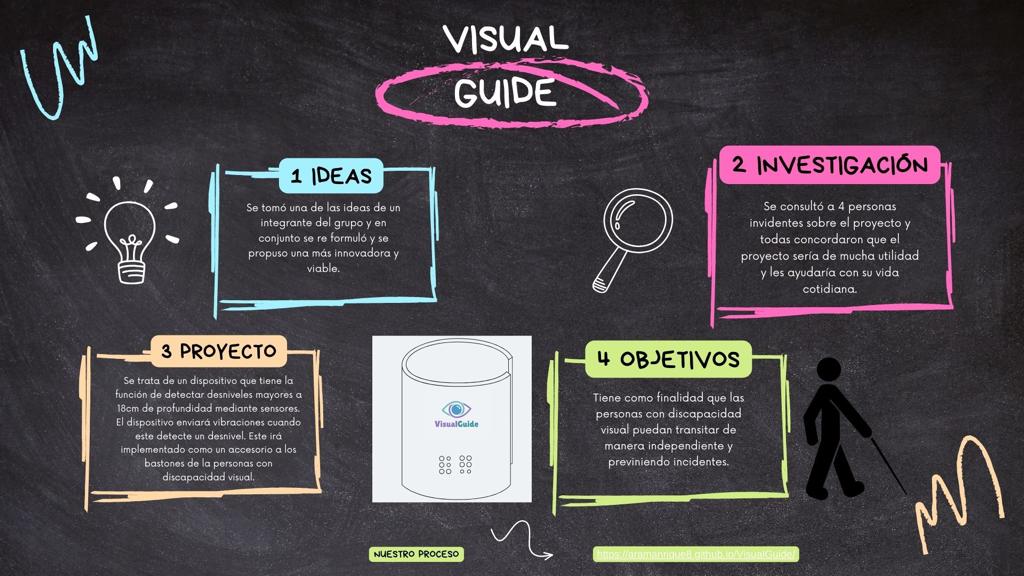 VISUAL
GUIDE
1 IDEAS
Se tomó una de las ideas de un
integrante del grupo y en
conjunto se re formuló y se
propuso una más innovadora y
viable.
2 INVESTIGACIÓN
Se consultó a 4 personas
invidentes sobre el proyecto y
todas concordaron que el
proyecto sería de mucha utilidad
y les ayudaría con su vida
cotidiana.
3 PROYECTO
Se trata de un dispositivo que tiene la
función de detectar desniveles mayores a
18cm de profundidad mediante sensores.
El dispositivo enviará vibraciones cuando
este detecte un desnivel. Este irá
implementado como un accesorio a los
bastones de la personas con
discapacidad visual.
VisualGuide
4 OBJETIVOS
Tiene como finalidad que las
personas con discapacidad
visual puedan transitar de
manera independiente y
previniendo incidentes.
NUESTRO PROCESO
https://aramanrique8.github.io/VisualGuide/